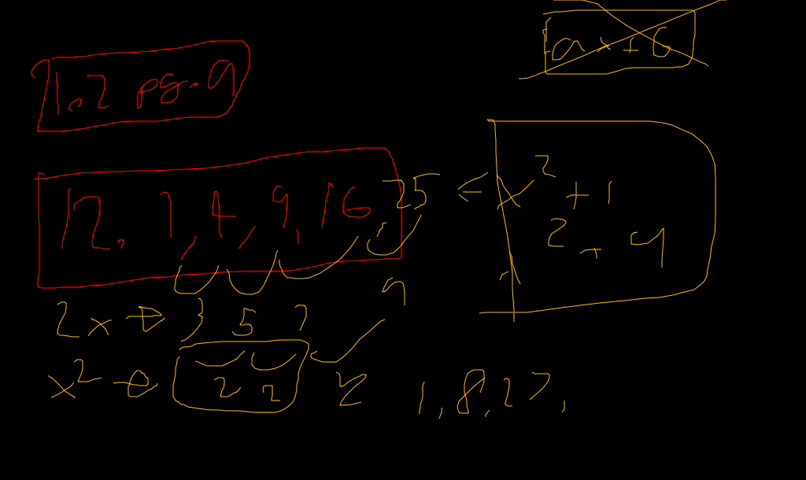 ax+b
1.2 pg. 9
12. 1, 4, 9, 16 25 ← x² + 1
² + 4
9
2x → 3 5 7
x² → 2 2 2 1, 8, 27,